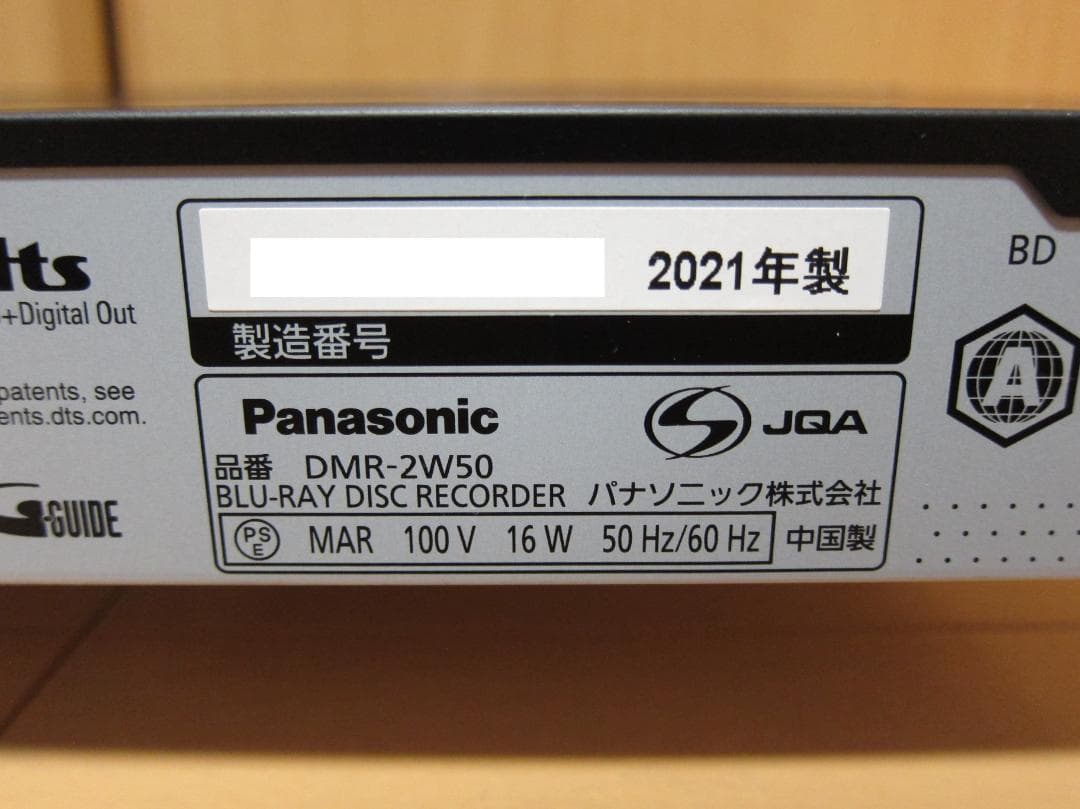 dts
+Digital Out
patents, see
ents.dts.com.
G-GUIDE
2021年製
製造番号
Panasonic
JQA
品番 DMR-2W50
BLU-RAY DISC RECORDER パナソニック株式会社
PS E MAR 100 V 16 W 50 Hz/60 Hz 中国製
BD
A